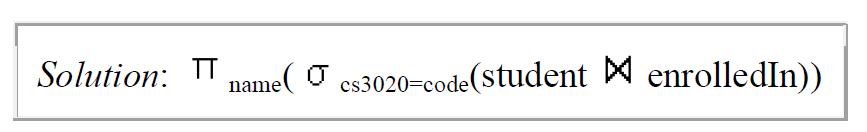 Solution: π name( σ cs3020=code(student ⋈ enrolledIn))